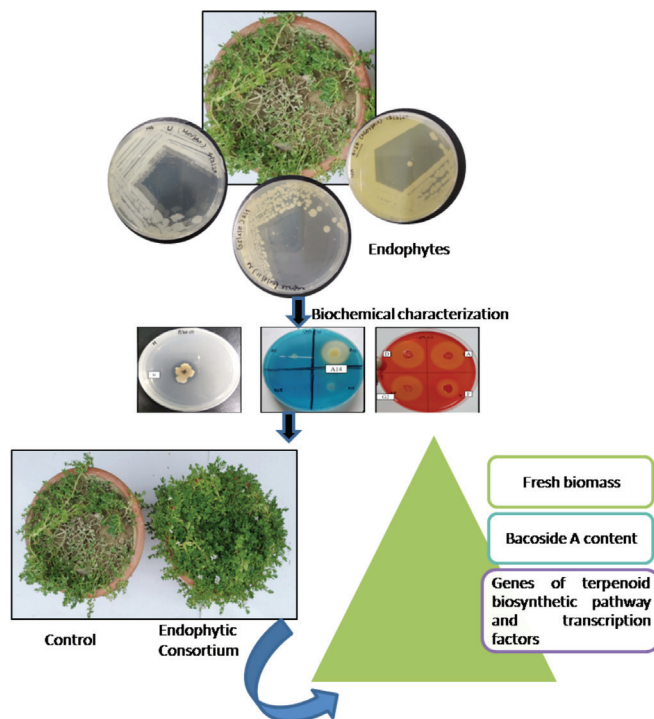 Endophytes
Biochemical characterization
A14
D
A
G2
F
Fresh biomass
Bacoside A content
Genes of terpenoid
biosynthetic pathway
and transcription
factors
Control
Endophytic
Consortium